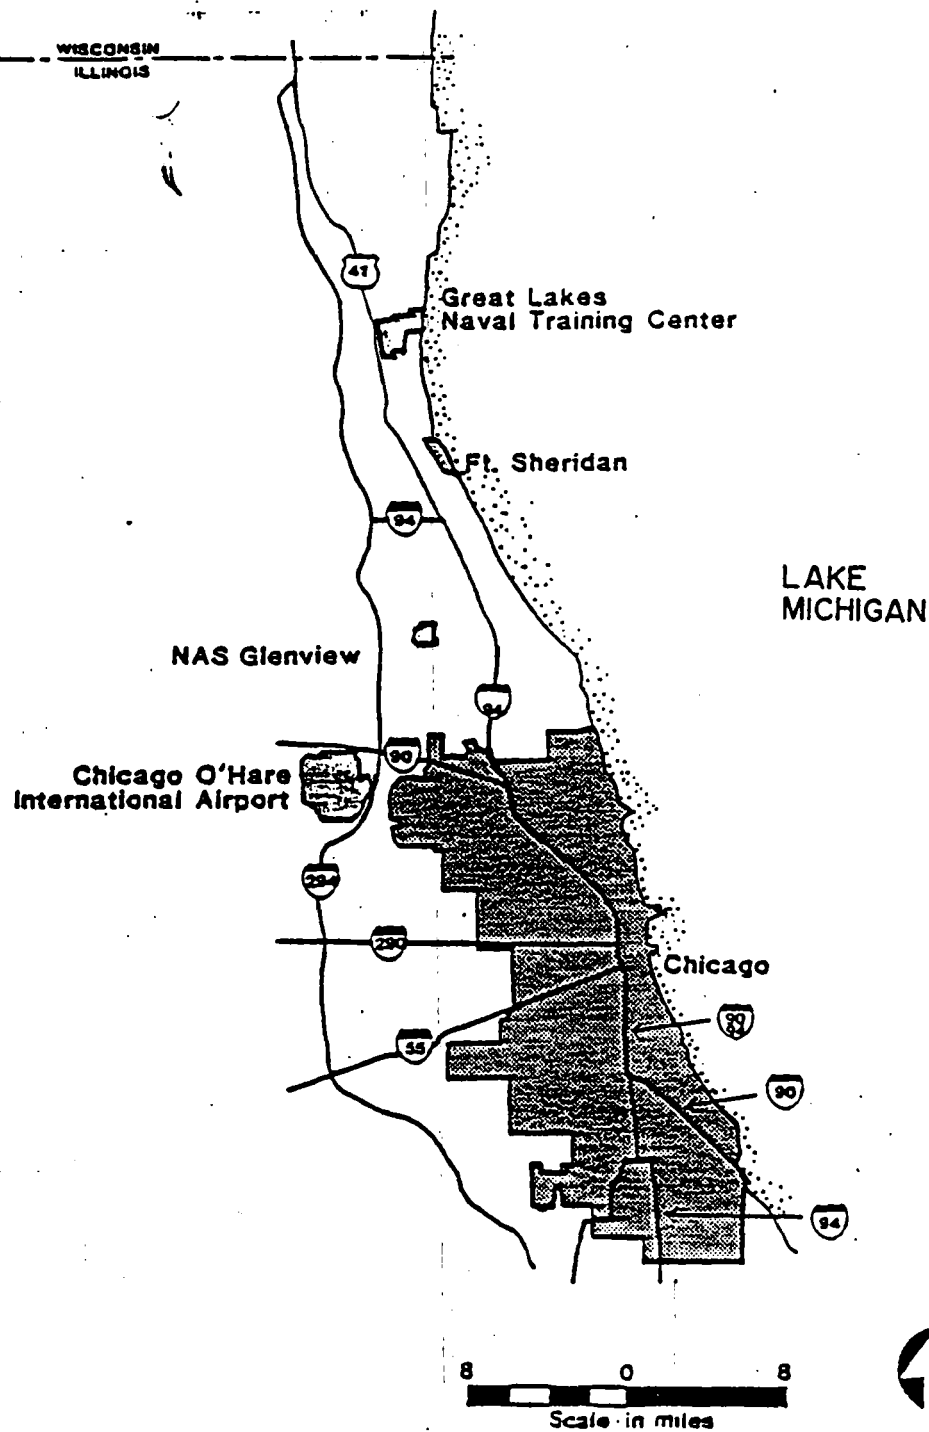 WISCONSIN
ILLINOIS
41
Great Lakes
Naval Training Center
Ft. Sheridan
94
LAKE
MICHIGAN
NAS Glenview
94
90
Chicago O'Hare
International Airport
294
290
Chicago
90
94
55
90
94
8 0 8
Scale in miles